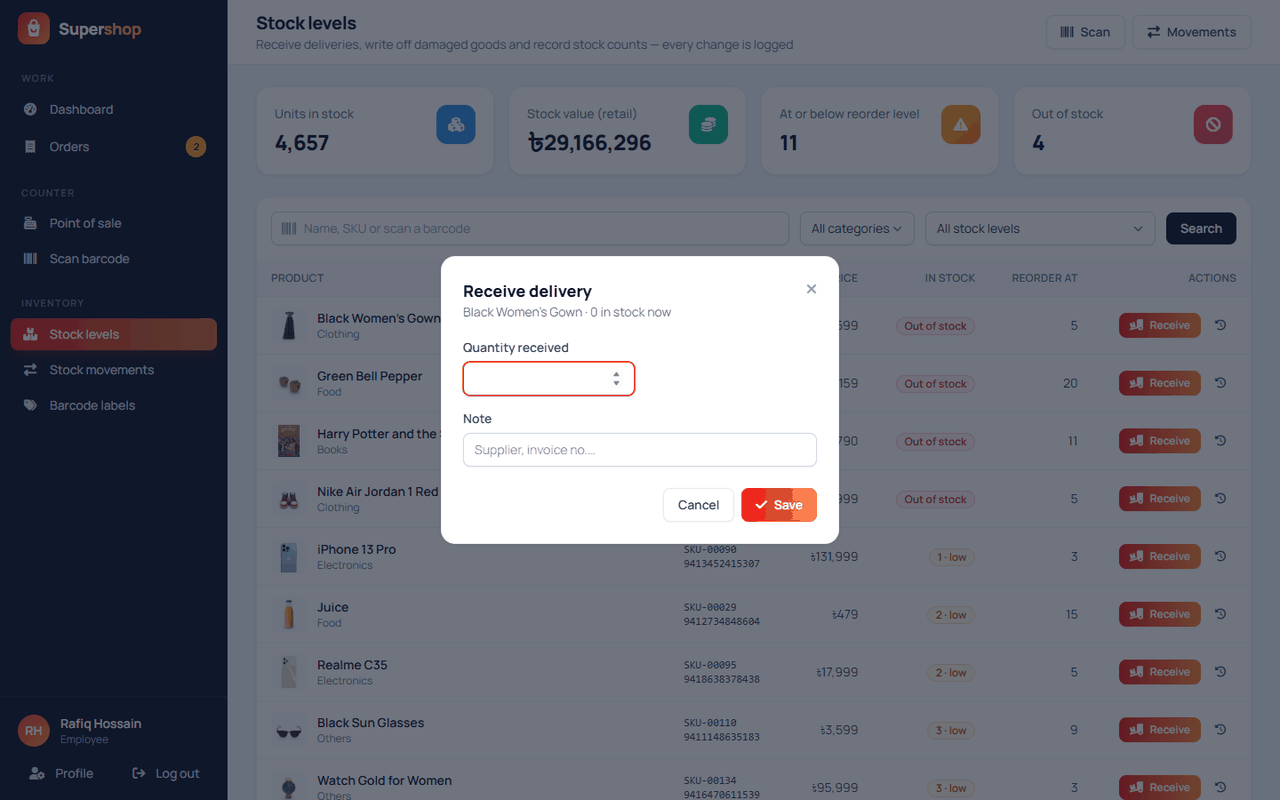 Supershop
WORK
Dashboard
Orders
2
COUNTER
Point of sale
Scan barcode
INVENTORY
Stock levels
Stock movements
Barcode labels
RH
Rafiq Hossain
Employee
Profile
Log out
Stock levels
Receive deliveries, write off damaged goods and record stock counts — every change is logged
Scan
Movements
Units in stock
4,657
Stock value (retail)
৳29,166,296
At or below reorder level
11
Out of stock
4
Name, SKU or scan a barcode
All categories
All stock levels
Search
PRODUCT
IN STOCK
REORDER AT
ACTIONS
Black Women's Gown
Clothing
Out of stock
5
Receive
Green Bell Pepper
Food
Out of stock
20
Receive
Harry Potter and the
Books
Out of stock
11
Receive
Nike Air Jordan 1 Red
Clothing
Out of stock
5
Receive
iPhone 13 Pro
Electronics
SKU-00090
9413452415307
৳131,999
1 · low
3
Receive
Juice
Food
SKU-00029
9412734848604
৳479
2 · low
15
Receive
Realme C35
Electronics
SKU-00095
9418638378438
৳17,999
2 · low
5
Receive
Black Sun Glasses
Others
SKU-00110
9411148635183
৳3,599
3 · low
9
Receive
Watch Gold for Women
Others
SKU-00134
9416470611539
৳95,999
3 · low
3
Receive
Receive delivery
Black Women's Gown · 0 in stock now
Quantity received
Note
Supplier, invoice no....
Cancel
Save